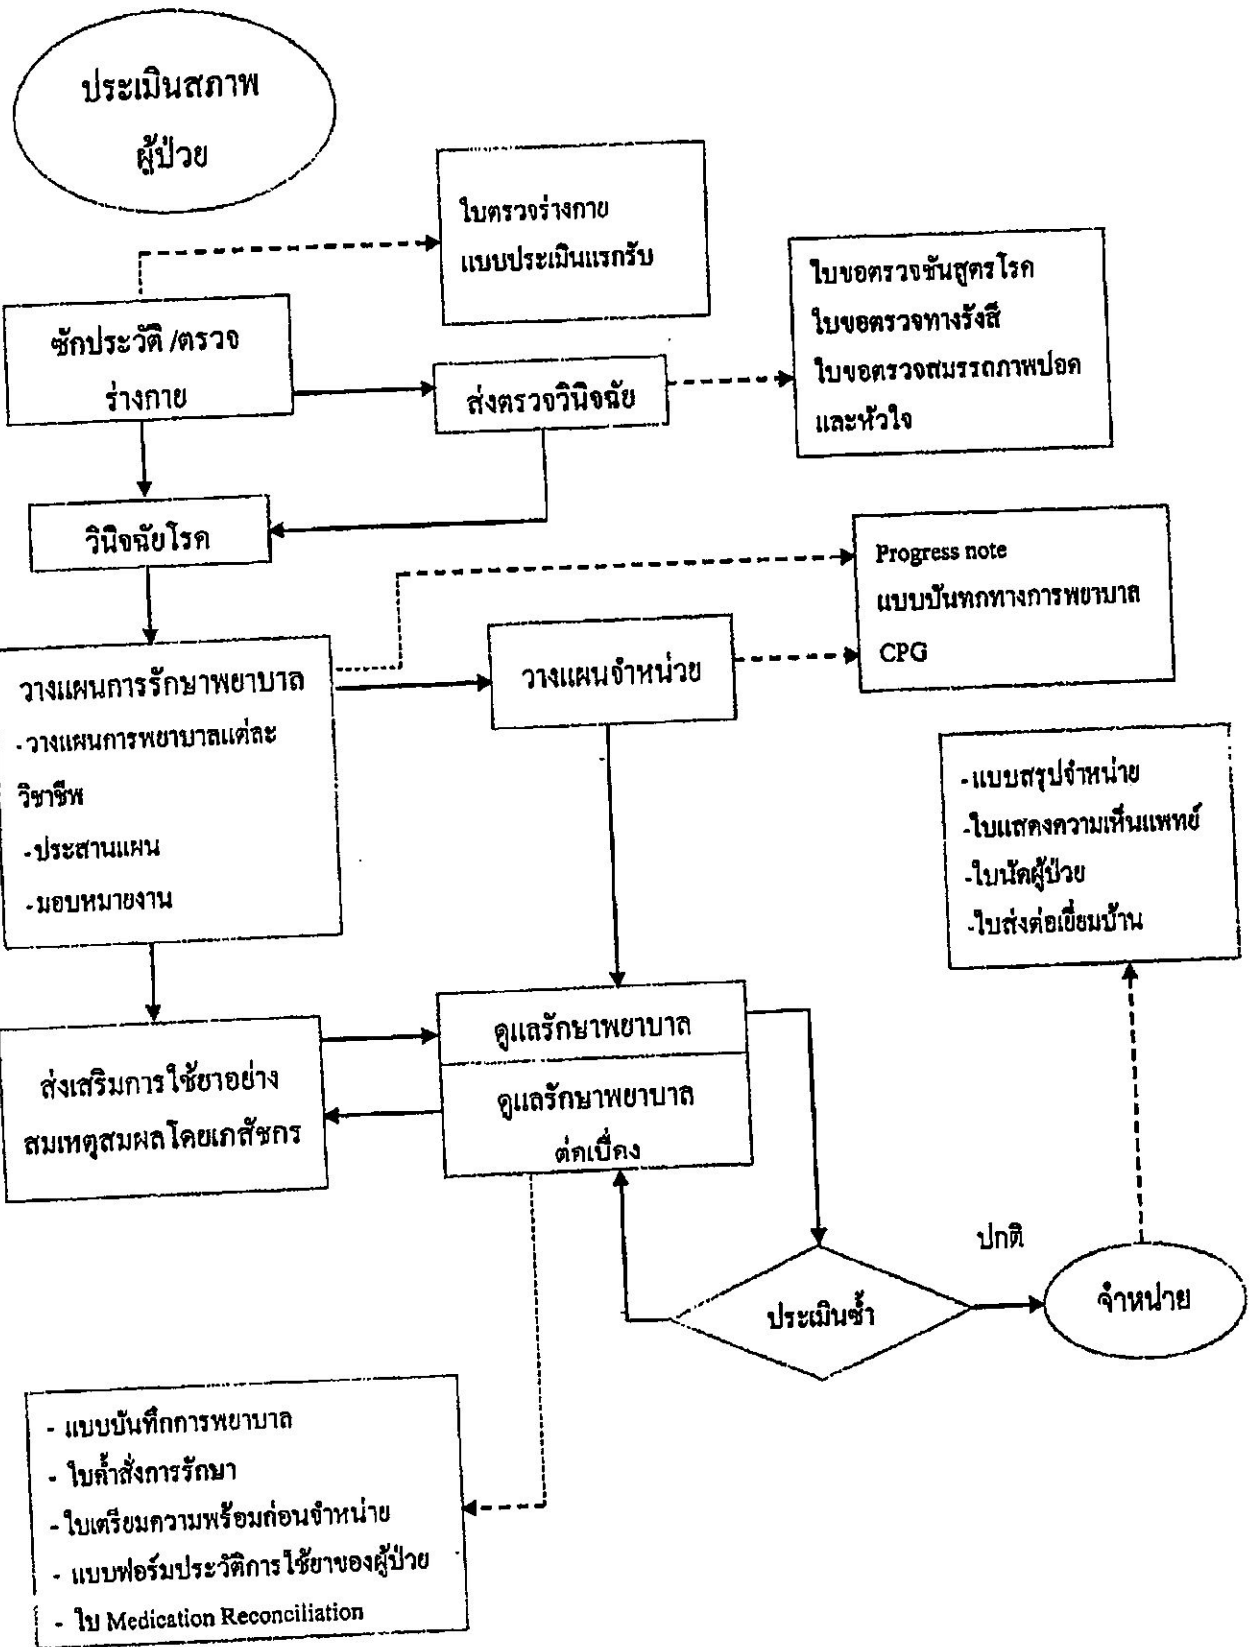 ประเมินสภาพ
ผู้ป่วย
ใบตรวจร่างกาย
แบบประเมินแรกรับ
ซักประวัติ /ตรวจ
ร่างกาย
ส่งตรวจวินิจฉัย
ใบขอตรวจชันสูตรโรค
ใบขอตรวจทางรังสี
ใบขอตรวจสมรรถภาพปอด
และหัวใจ
วินิจฉัยโรค
Progress note
แบบบันทกทางการพยาบาล
CPG
วางแผนการรักษาพยาบาล
-วางแผนการพยาบาลแต่ละ
วิชาชีพ
-ประสานแผน
-มอบหมายงาน
วางแผนจำหน่วย
-แบบสรุปจำหน่าย
-ใบแสดงความเห็นแพทย์
-ใบนัดผู้ป่วย
-ใบส่งต่อเยี่ยมบ้าน
ส่งเสริมการใช้ยาอย่าง
สมเหตุสมผลโดยเภสัชกร
ดูแลรักษาพยาบาล
ดูแลรักษาพยาบาล
ต่อเนื่อง
ประเมินซ้ำ
ปกติ
จำหน่าย
- แบบบันทึกการพยาบาล
- ใบคำสั่งการรักษา
-ใบเตรียมความพร้อมก่อนจำหน่าย
- แบบฟอร์มประวัติการใช้ยาของผู้ป่วย
- ใบ Medication Reconciliation